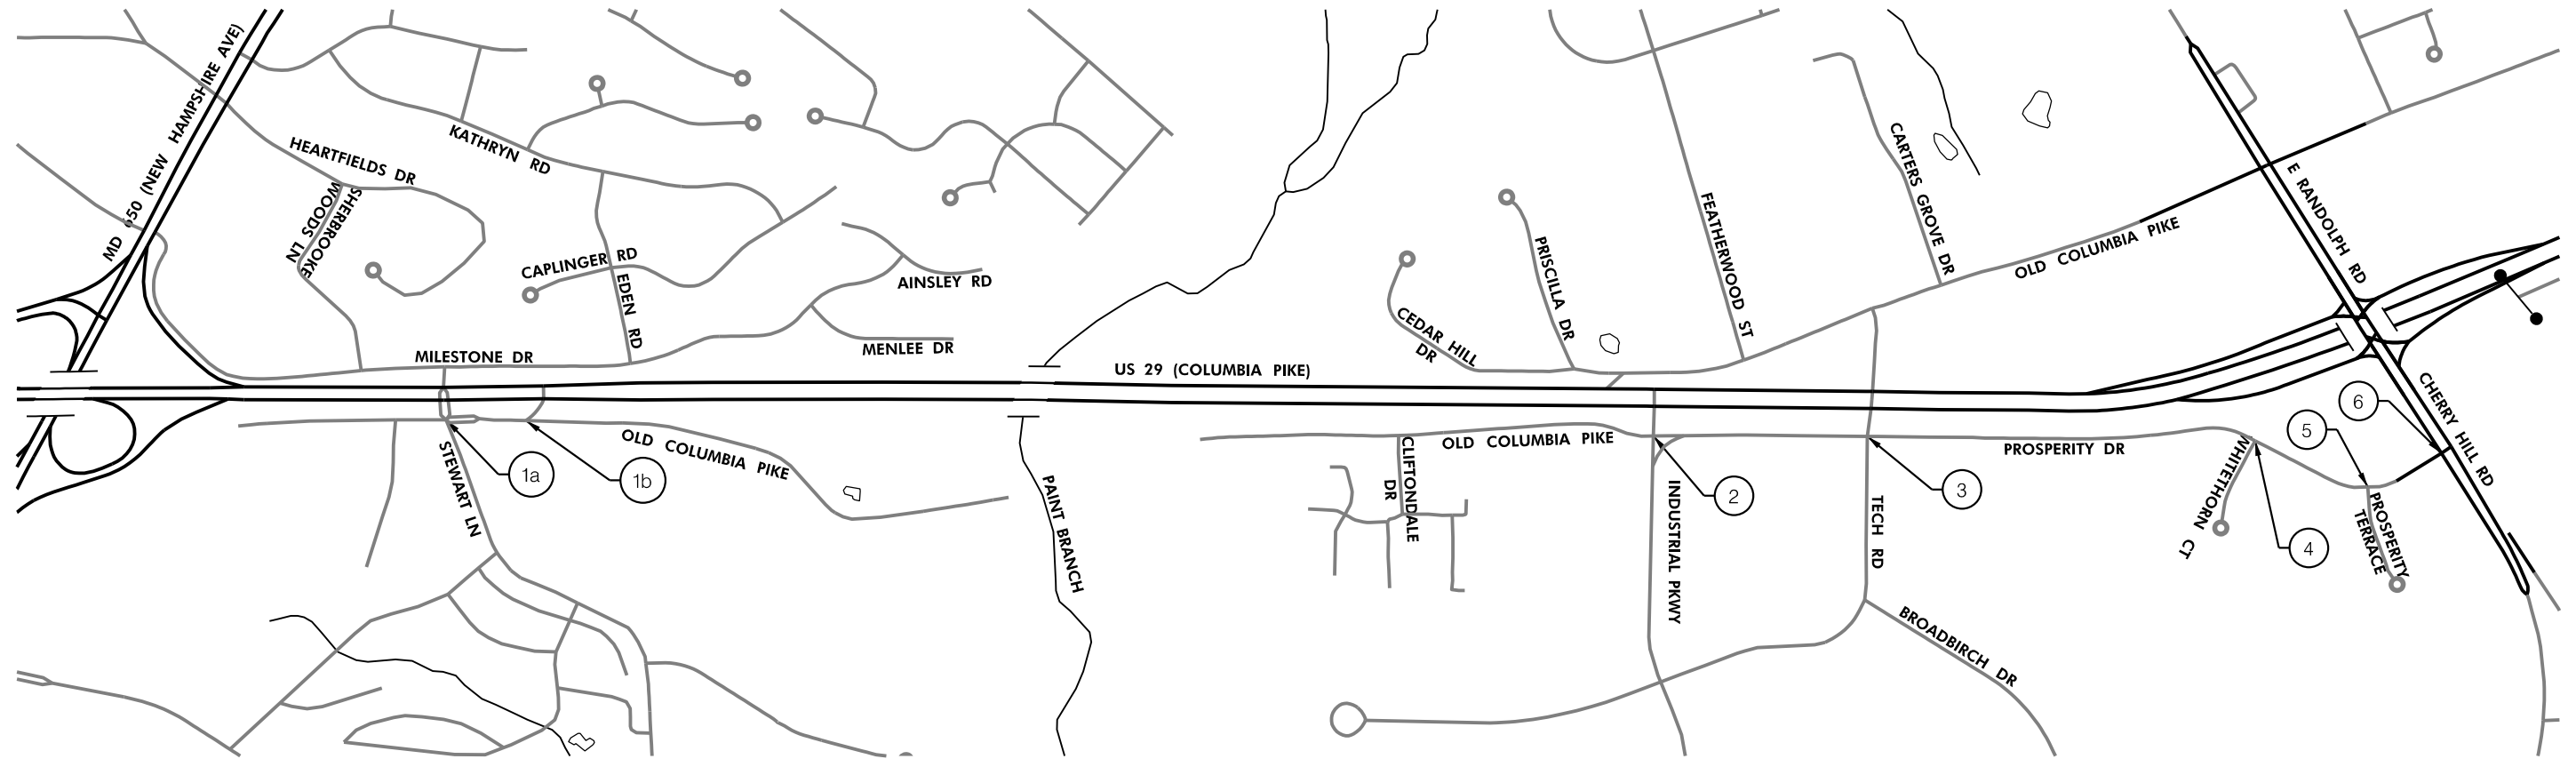 MD 650 (NEW HAMPSHIRE AVE)
HEARTFIELDS DR
KATHRYN RD
SHERBROOKE
WOODS LN
CAPLINGER RD
EDEN RD
AINSLEY RD
MENLEE DR
MILESTONE DR
US 29 (COLUMBIA PIKE)
CEDAR HILL
DR
PRISCILLA DR
FEATHERWOOD ST
CARTERS GROVE DR
OLD COLUMBIA PIKE
E RANDOLPH RD
CHERRY HILL RD
STEWART LN
1a
1b
OLD COLUMBIA PIKE
PAINT BRANCH
CLIFTONDALE
DR
OLD COLUMBIA PIKE
INDUSTRIAL PKWY
2
TECH RD
3
BROADBIRCH DR
PROSPERITY DR
WHITETHORN CT
4
5
6
PROSPERITY
TERRACE